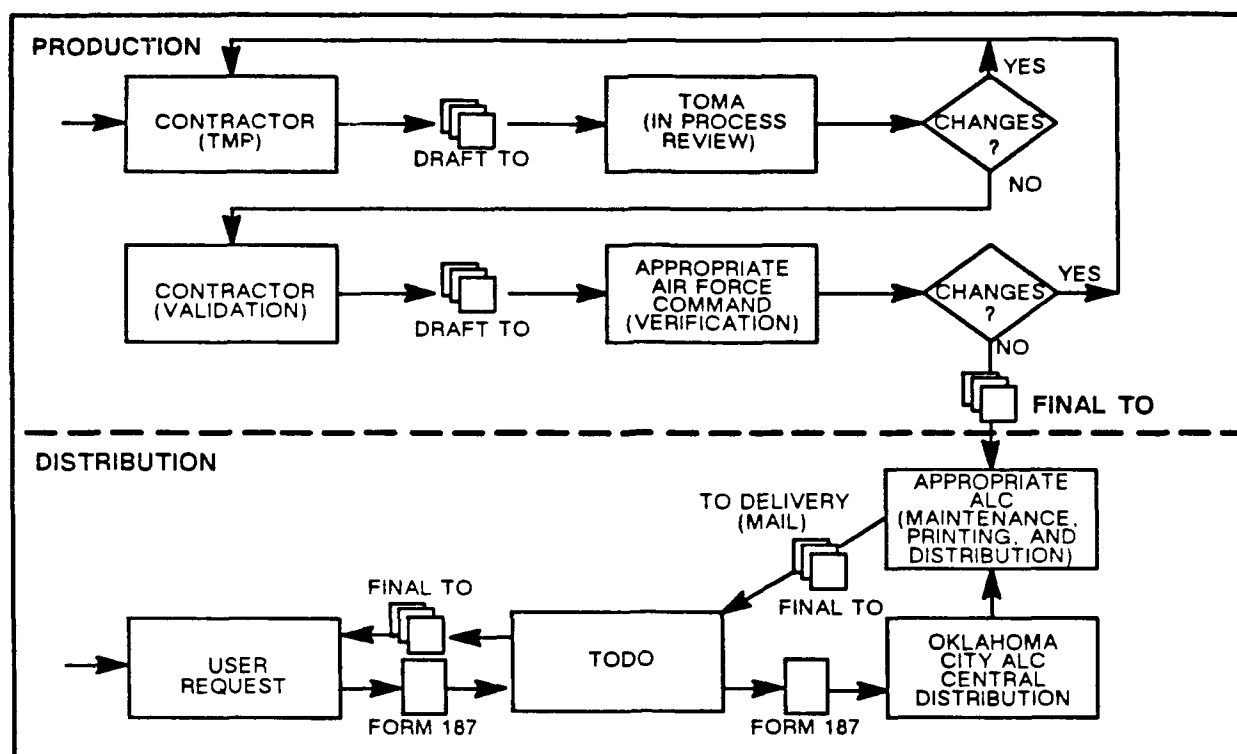 PRODUCTION
YES
CONTRACTOR
(TMP)
DRAFT TO
TOMA
(IN PROCESS
REVIEW)
CHANGES
?
NO
CONTRACTOR
(VALIDATION)
DRAFT TO
APPROPRIATE
AIR FORCE
COMMAND
(VERIFICATION)
CHANGES
?
YES
NO
FINAL TO
DISTRIBUTION
APPROPRIATE
ALC
(MAINTENANCE,
PRINTING, AND
DISTRIBUTION)
TO DELIVERY
(MAIL)
FINAL TO
FINAL TO
USER
REQUEST
FORM 187
TODO
FORM 187
OKLAHOMA
CITY ALC
CENTRAL
DISTRIBUTION